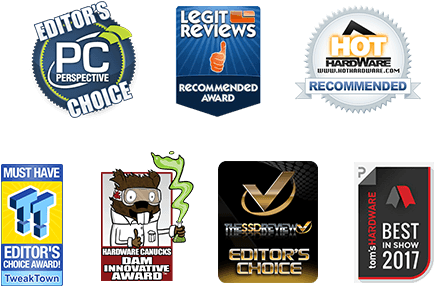 EDITOR'S
PC
PERSPECTIVE
CHOICE
LEGIT
REVIEWS
RECOMMENDED
AWARD
HOT
HARDWARE
WWW.HOTHARDWARE.COM
RECOMMENDED
MUST HAVE
TT
EDITOR'S
CHOICE AWARD!
TweakTown
HARDWARE CANUCKS
DAM
INNOVATIVE
AWARD
THESSDREVIEW
EDITOR'S
CHOICE
P
tom's HARDWARE
BEST
IN SHOW
2017